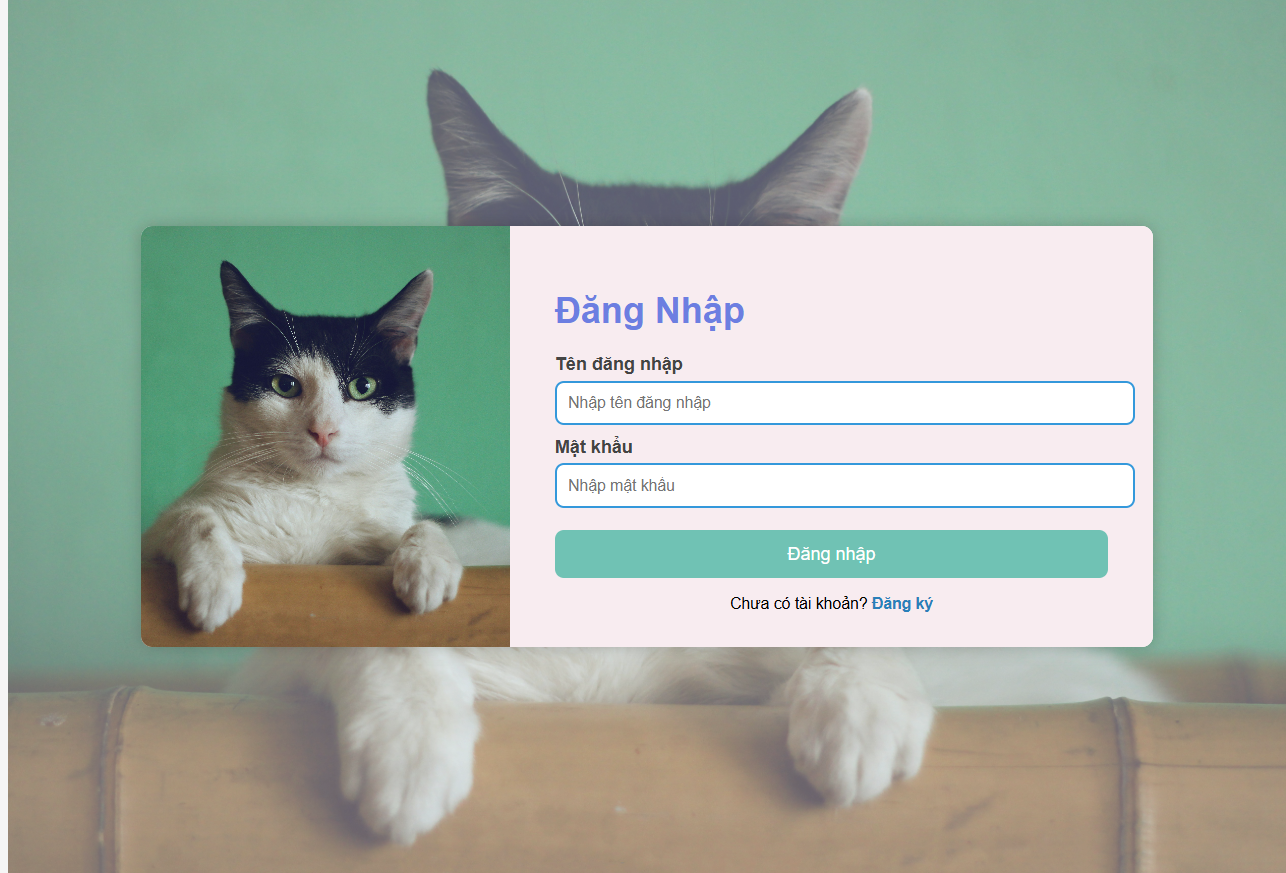 Đăng Nhập
Tên đăng nhập
Nhập tên đăng nhập
Mật khẩu
Nhập mật khẩu
Đăng nhập
Chưa có tài khoản? Đăng ký